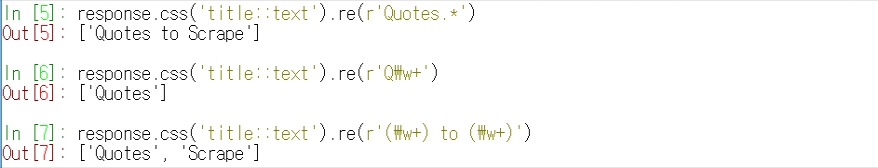 In [5]: response.css('title::text').re(r'Quotes.*')
Out[5]: ['Quotes to Scrape']
In [6]: response.css('title::text').re(r'Q₩w+')
Out[6]: ['Quotes']
In [7]: response.css('title::text').re(r'(₩w+) to (₩w+)')
Out[7]: ['Quotes', 'Scrape']